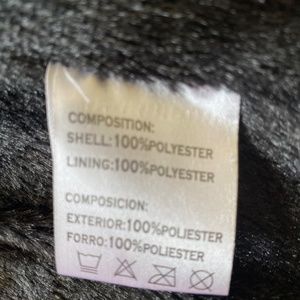 COMPOSITION:
SHELL:100%POLYESTER
LINING:100%POLYESTER
COMPOSICION:
EXTERIOR:100%POLIESTER
FORRO:100%POLIESTER